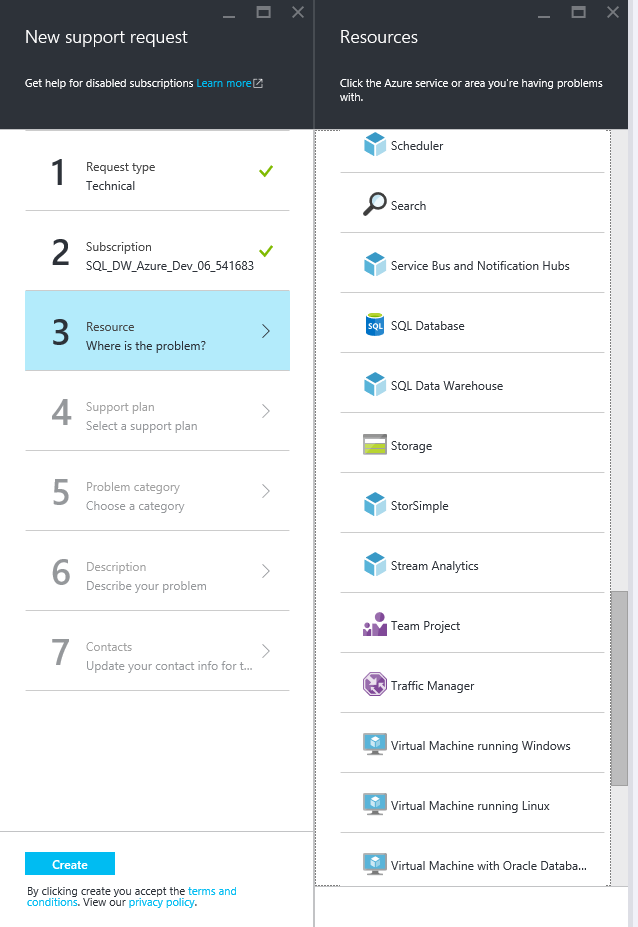 New support request
Get help for disabled subscriptions Learn more
1
Request type
Technical
2
Subscription
SQL_DW_Azure_Dev_06_541683
3
Resource
Where is the problem?
4
Support plan
Select a support plan
5
Problem category
Choose a category
6
Description
Describe your problem
7
Contacts
Update your contact info for t...
Create
By clicking create you accept the terms and
conditions. View our privacy policy.
Resources
Click the Azure service or area you're having problems
with.
Scheduler
Search
Service Bus and Notification Hubs
SQL
SQL Database
SQL Data Warehouse
Storage
StorSimple
Stream Analytics
Team Project
Traffic Manager
Virtual Machine running Windows
Virtual Machine running Linux
Virtual Machine with Oracle Databa...